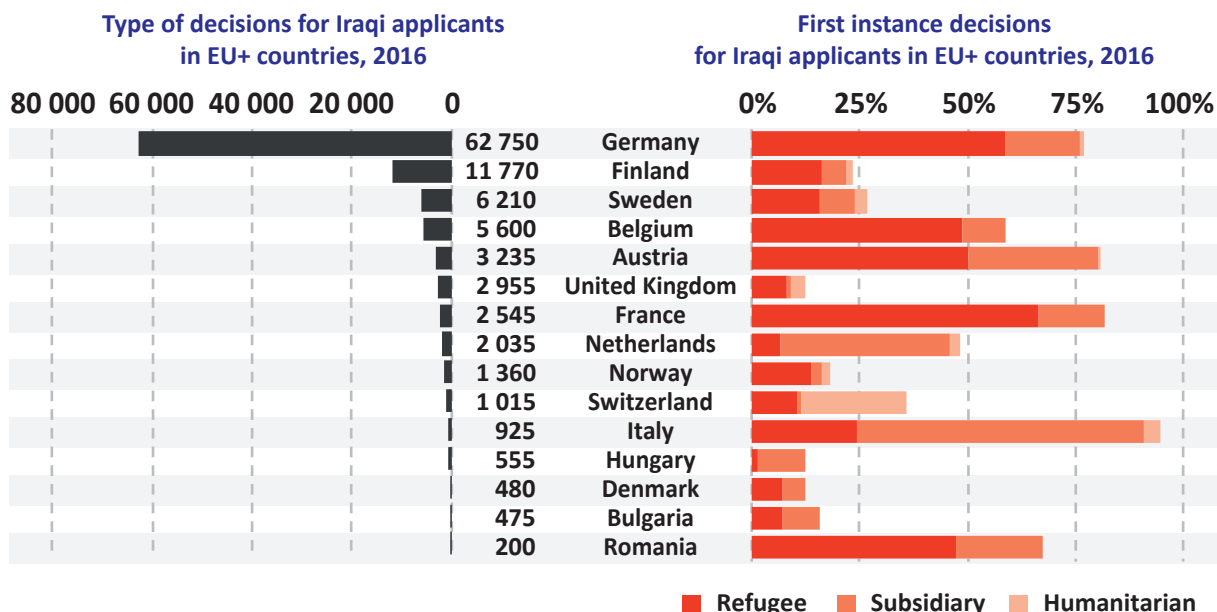 Type of decisions for Iraqi applicants
in EU+ countries, 2016
First instance decisions
for Iraqi applicants in EU+ countries, 2016
80 000 60 000 40 000 20 000 0
0% 25% 50% 75% 100%
62 750 Germany
11 770 Finland
6 210 Sweden
5 600 Belgium
3 235 Austria
2 955 United Kingdom
2 545 France
2 035 Netherlands
1 360 Norway
1 015 Switzerland
925 Italy
555 Hungary
480 Denmark
475 Bulgaria
200 Romania
Refugee Subsidiary Humanitarian